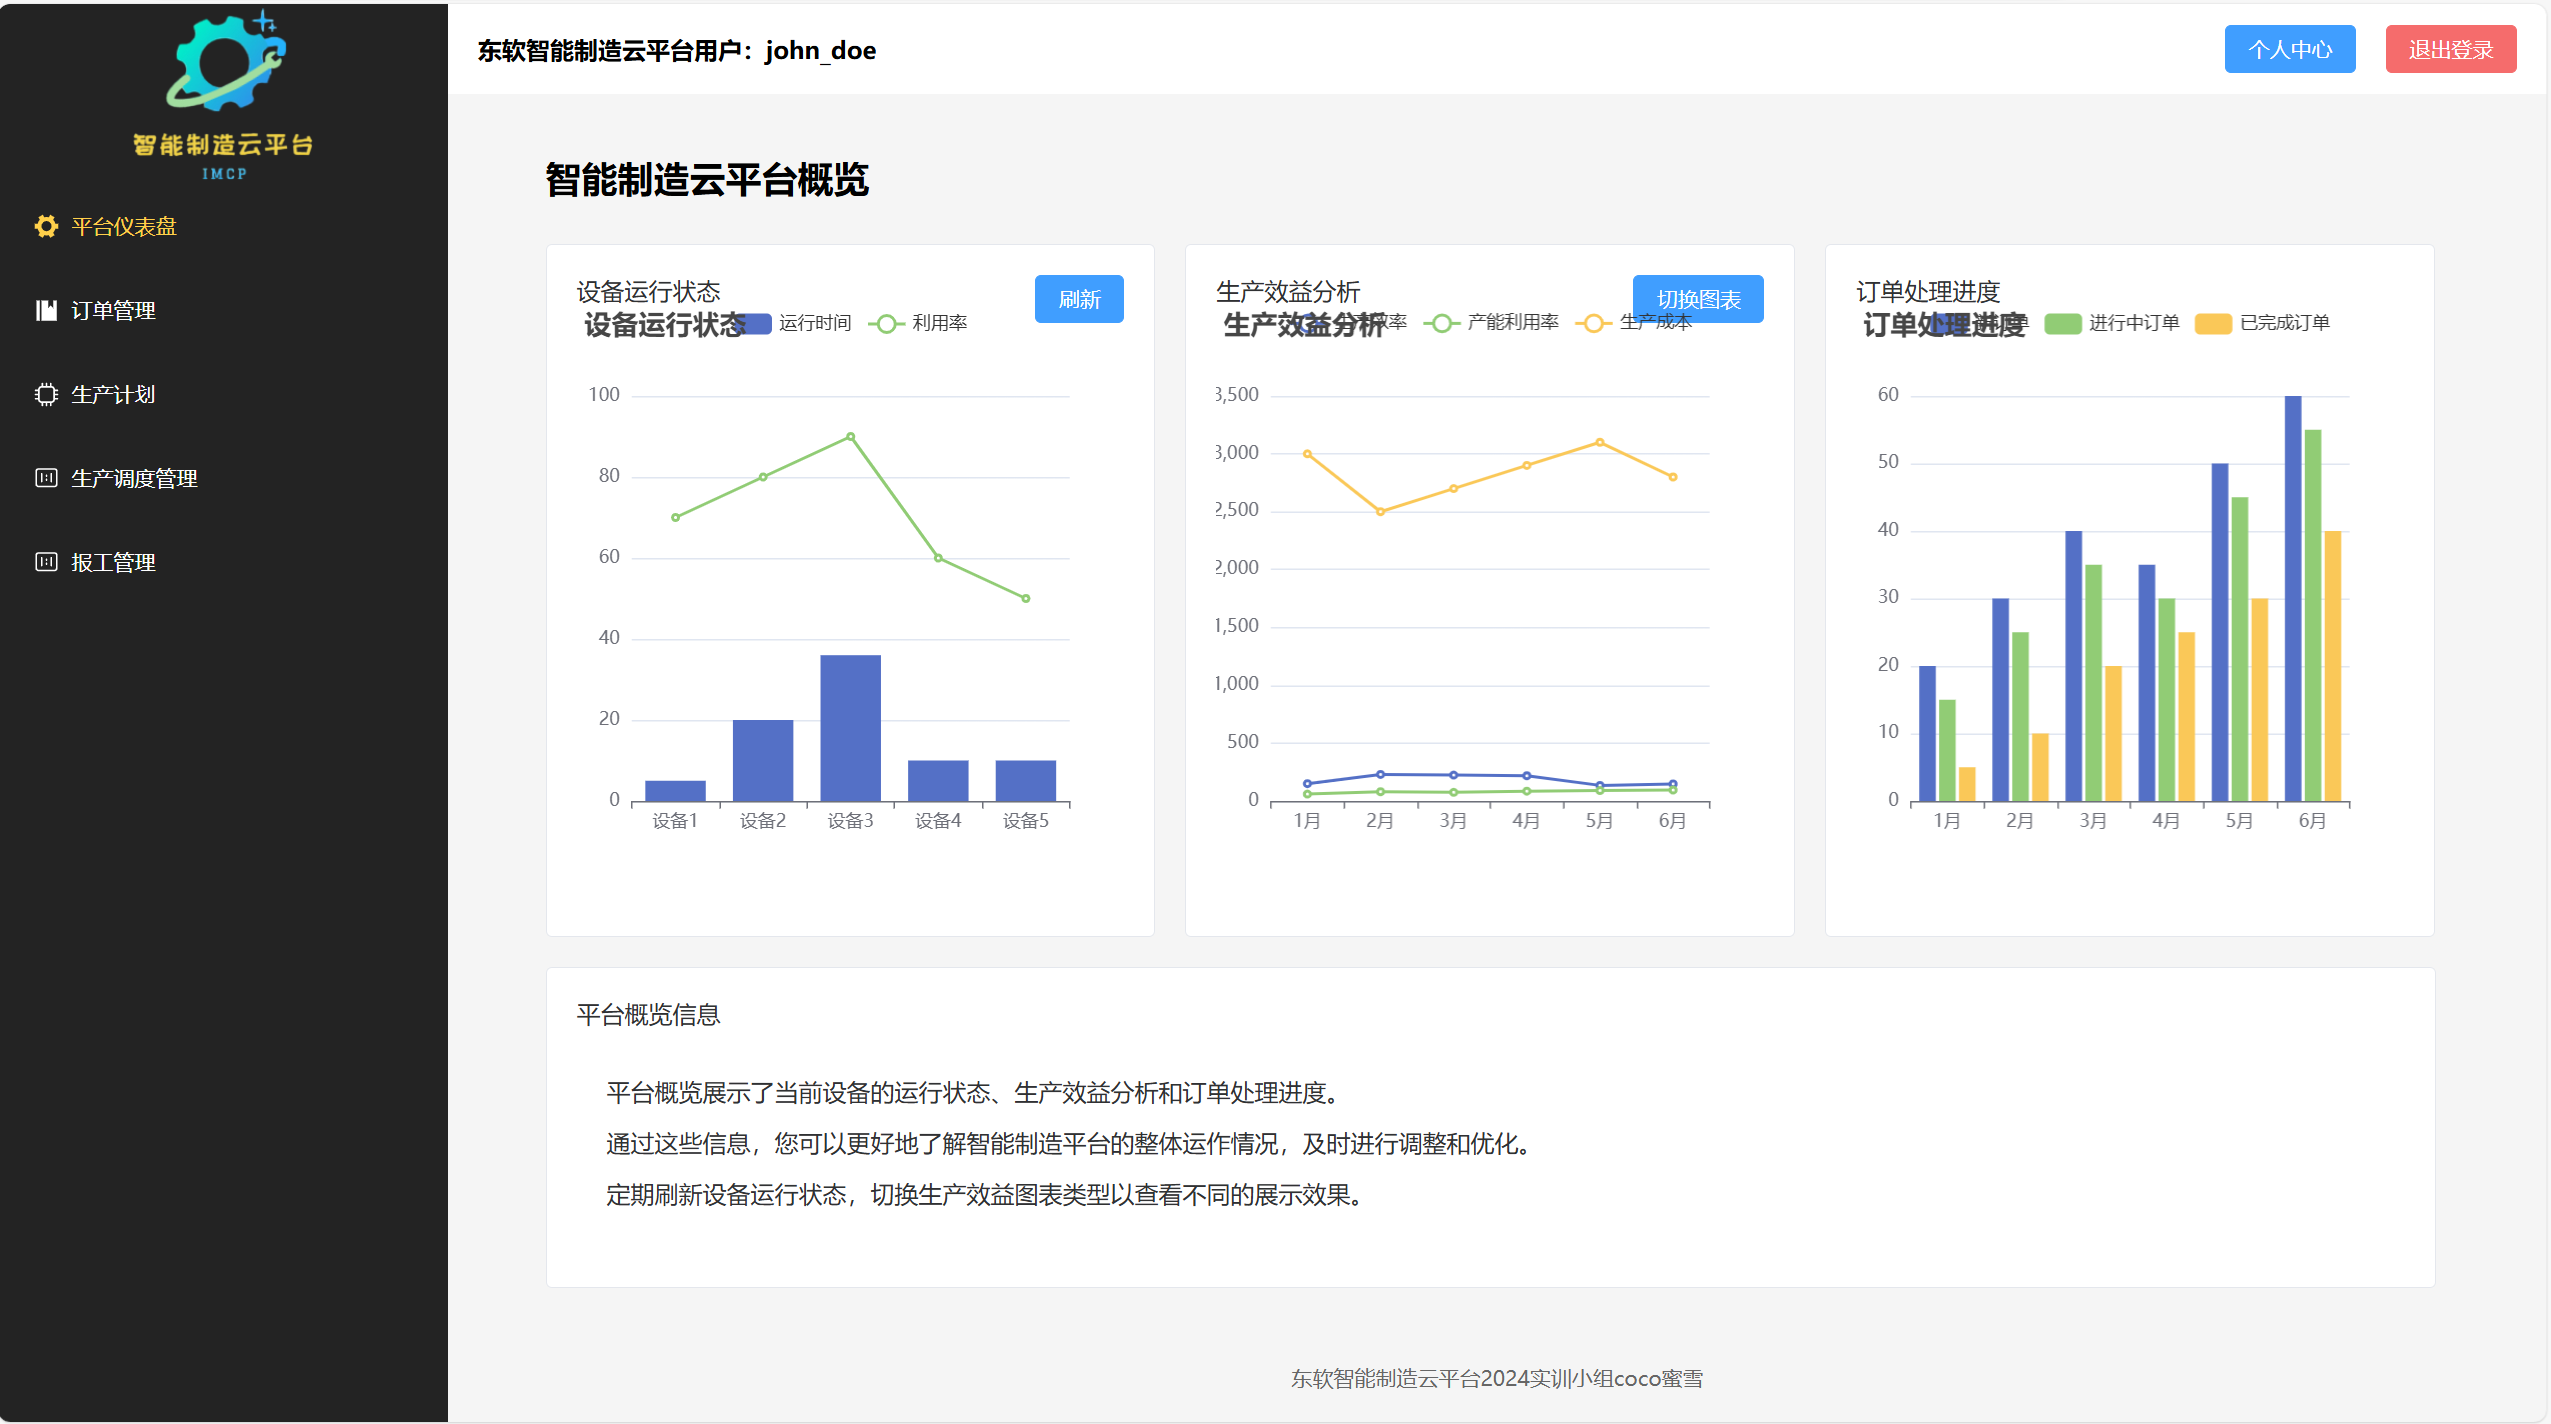 智能制造云平台
IMCP
平台仪表盘
订单管理
生产计划
生产调度管理
报工管理
东软智能制造云平台用户：john_doe
个人中心
退出登录
智能制造云平台概览
设备运行状态
刷新
设备运行状态
运行时间
利用率
100
80
60
40
20
0
设备1
设备2
设备3
设备4
设备5
生产效益分析
切换图表
生产效益分析
产能利用率
生产成本
3,500
3,000
2,500
2,000
1,500
1,000
500
0
1月
2月
3月
4月
5月
6月
订单处理进度
订单处理进度
进行中订单
已完成订单
60
50
40
30
20
10
0
1月
2月
3月
4月
5月
6月
平台概览信息
平台概览展示了当前设备的运行状态、生产效益分析和订单处理进度。
通过这些信息，您可以更好地了解智能制造平台的整体运作情况，及时进行调整和优化。
定期刷新设备运行状态，切换生产效益图表类型以查看不同的展示效果。
东软智能制造云平台2024实训小组coco蜜雪